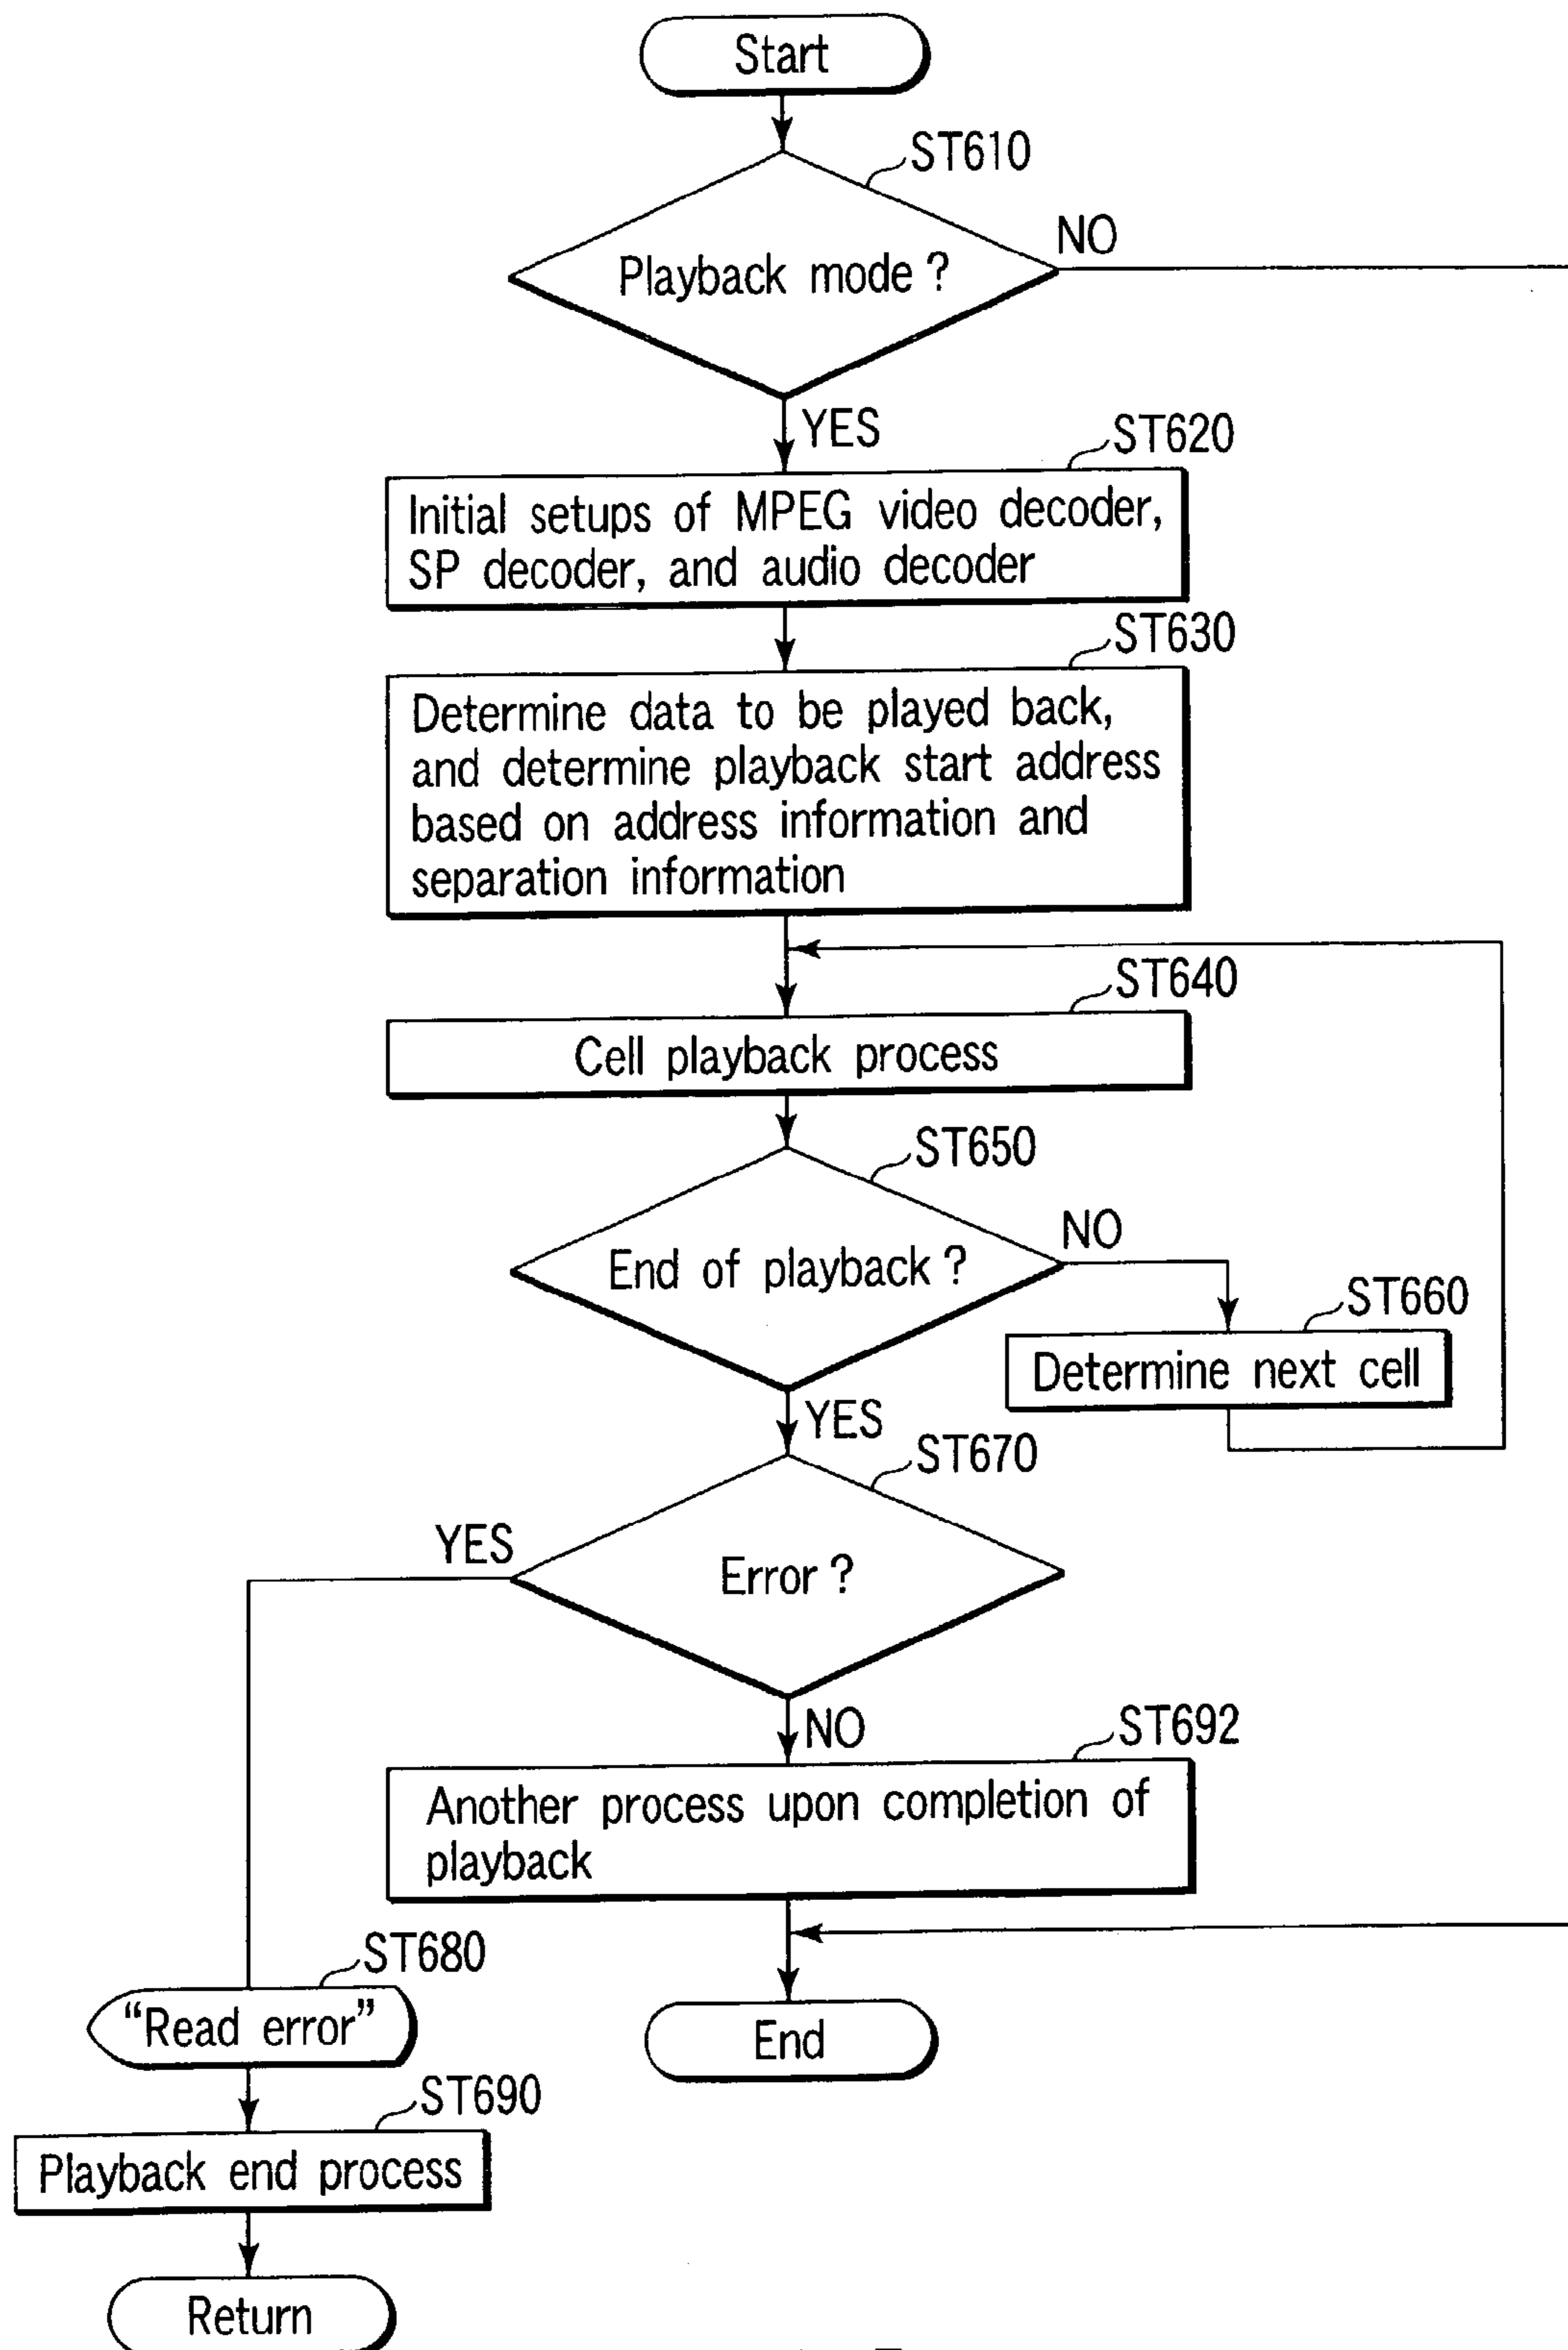 Start
ST610
Playback mode ?
NO
YES
ST620
Initial setups of MPEG video decoder,
SP decoder, and audio decoder
ST630
Determine data to be played back,
and determine playback start address
based on address information and
separation information
ST640
Cell playback process
ST650
End of playback ?
NO
ST660
Determine next cell
YES
ST670
YES
Error ?
NO
ST692
Another process upon completion of
playback
ST680
“Read error”
End
ST690
Playback end process
Return